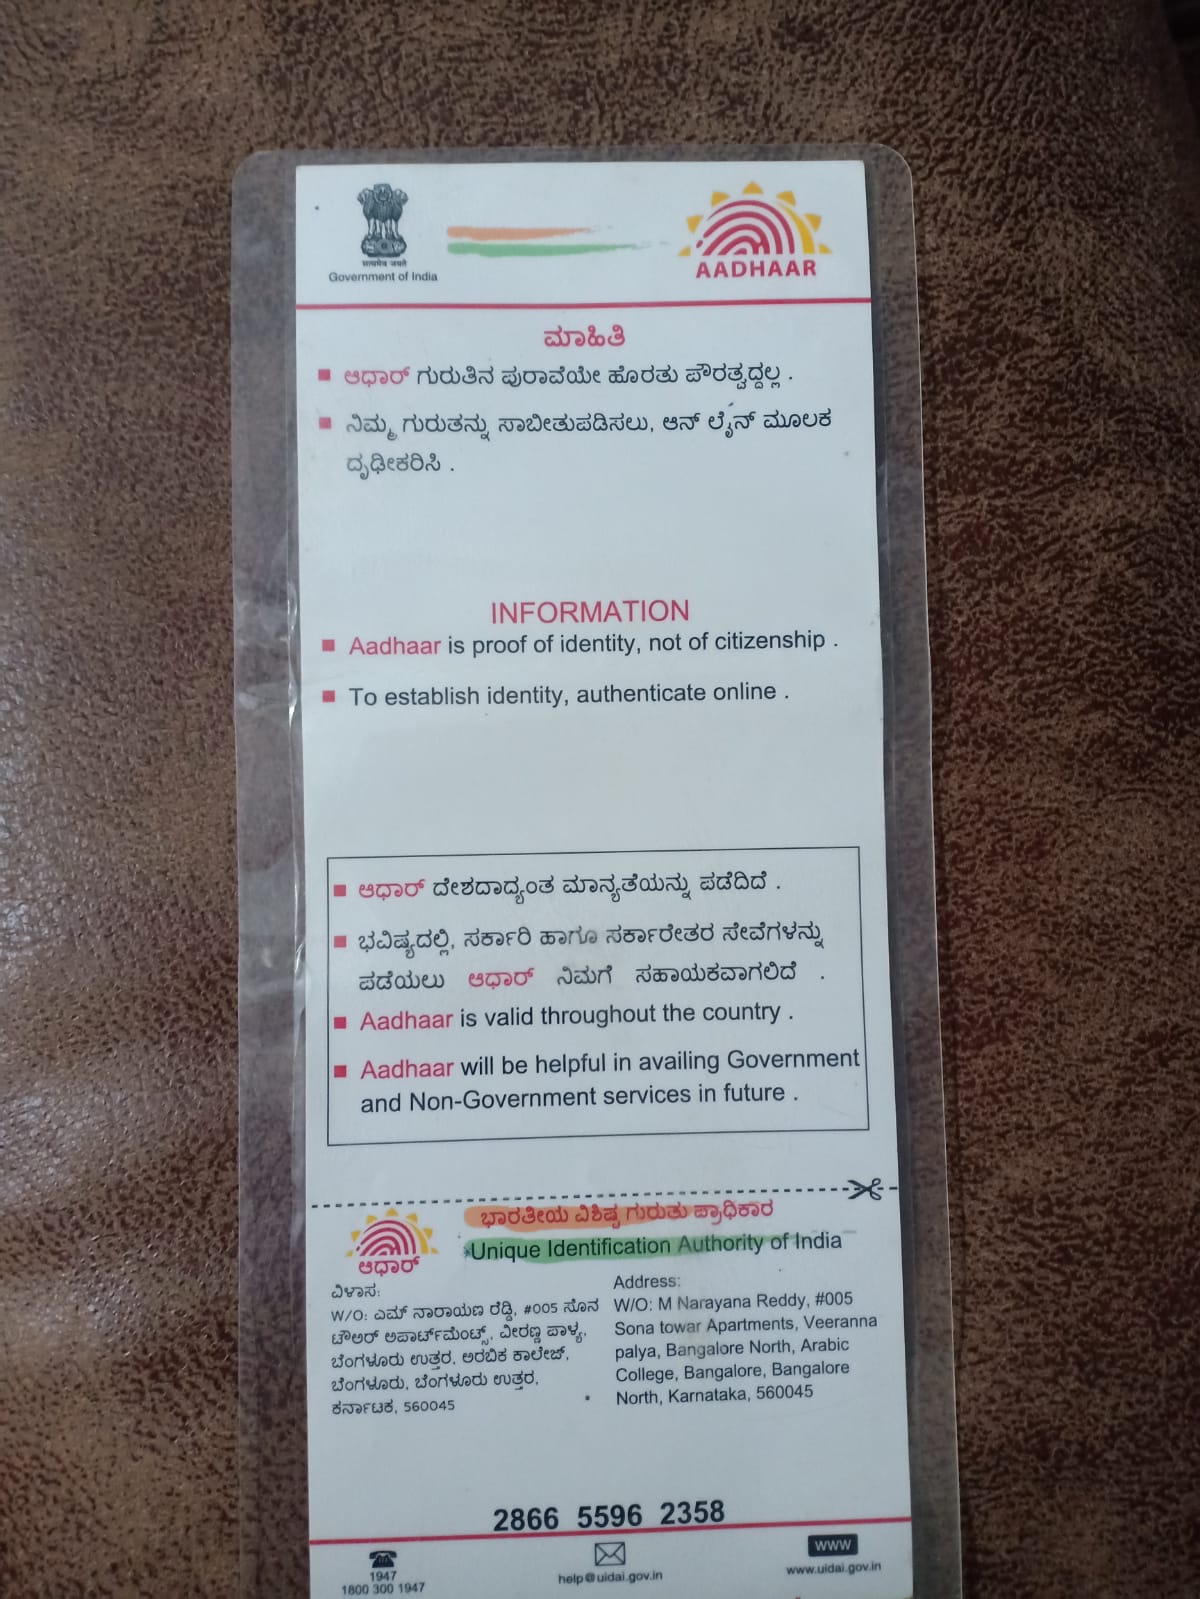 सत्यमेव जयते
Government of India
AADHAAR
ಮಾಹಿತಿ
ಆಧಾರ್ ಗುರುತಿನ ಪುರಾವೆಯೇ ಹೊರತು ಪೌರತ್ವದ್ದಲ್ಲ .
ನಿಮ್ಮ ಗುರುತನ್ನು ಸಾಬೀತುಪಡಿಸಲು, ಆನ್ ಲೈನ್ ಮೂಲಕ
ದೃಢೀಕರಿಸಿ .
INFORMATION
Aadhaar is proof of identity, not of citizenship .
To establish identity, authenticate online .
ಆಧಾರ್ ದೇಶದಾದ್ಯಂತ ಮಾನ್ಯತೆಯನ್ನು ಪಡೆದಿದೆ .
ಭವಿಷ್ಯದಲ್ಲಿ, ಸರ್ಕಾರಿ ಹಾಗೂ ಸರ್ಕಾರೇತರ ಸೇವೆಗಳನ್ನು
ಪಡೆಯಲು ಆಧಾರ್ ನಿಮಗೆ ಸಹಾಯಕವಾಗಲಿದೆ .
Aadhaar is valid throughout the country .
Aadhaar will be helpful in availing Government
and Non-Government services in future .
ಭಾರತೀಯ ವಿಶಿಷ್ಟ ಗುರುತು ಪ್ರಾಧಿಕಾರ
Unique Identification Authority of India
ಆಧಾರ್
ವಿಳಾಸ:
W/O: ಎಮ್ ನಾರಾಯಣ ರೆಡ್ಡಿ, #005 ಸೊನ
ಟೌಅರ್ ಅಪಾರ್ಟ್‌ಮೆಂಟ್ಸ್, ವೀರಣ್ಣ ಪಾಳ್ಯ,
ಬೆಂಗಳೂರು ಉತ್ತರ, ಅರಬಿಕ ಕಾಲೇಜ್,
ಬೆಂಗಳೂರು, ಬೆಂಗಳೂರು ಉತ್ತರ,
ಕರ್ನಾಟಕ, 560045
Address:
W/O: M Narayana Reddy, #005
Sona towar Apartments, Veeranna
palya, Bangalore North, Arabic
College, Bangalore, Bangalore
North, Karnataka, 560045
2866 5596 2358
1947
1800 300 1947
help@uidai.gov.in
WWW
www.uidai.gov.in